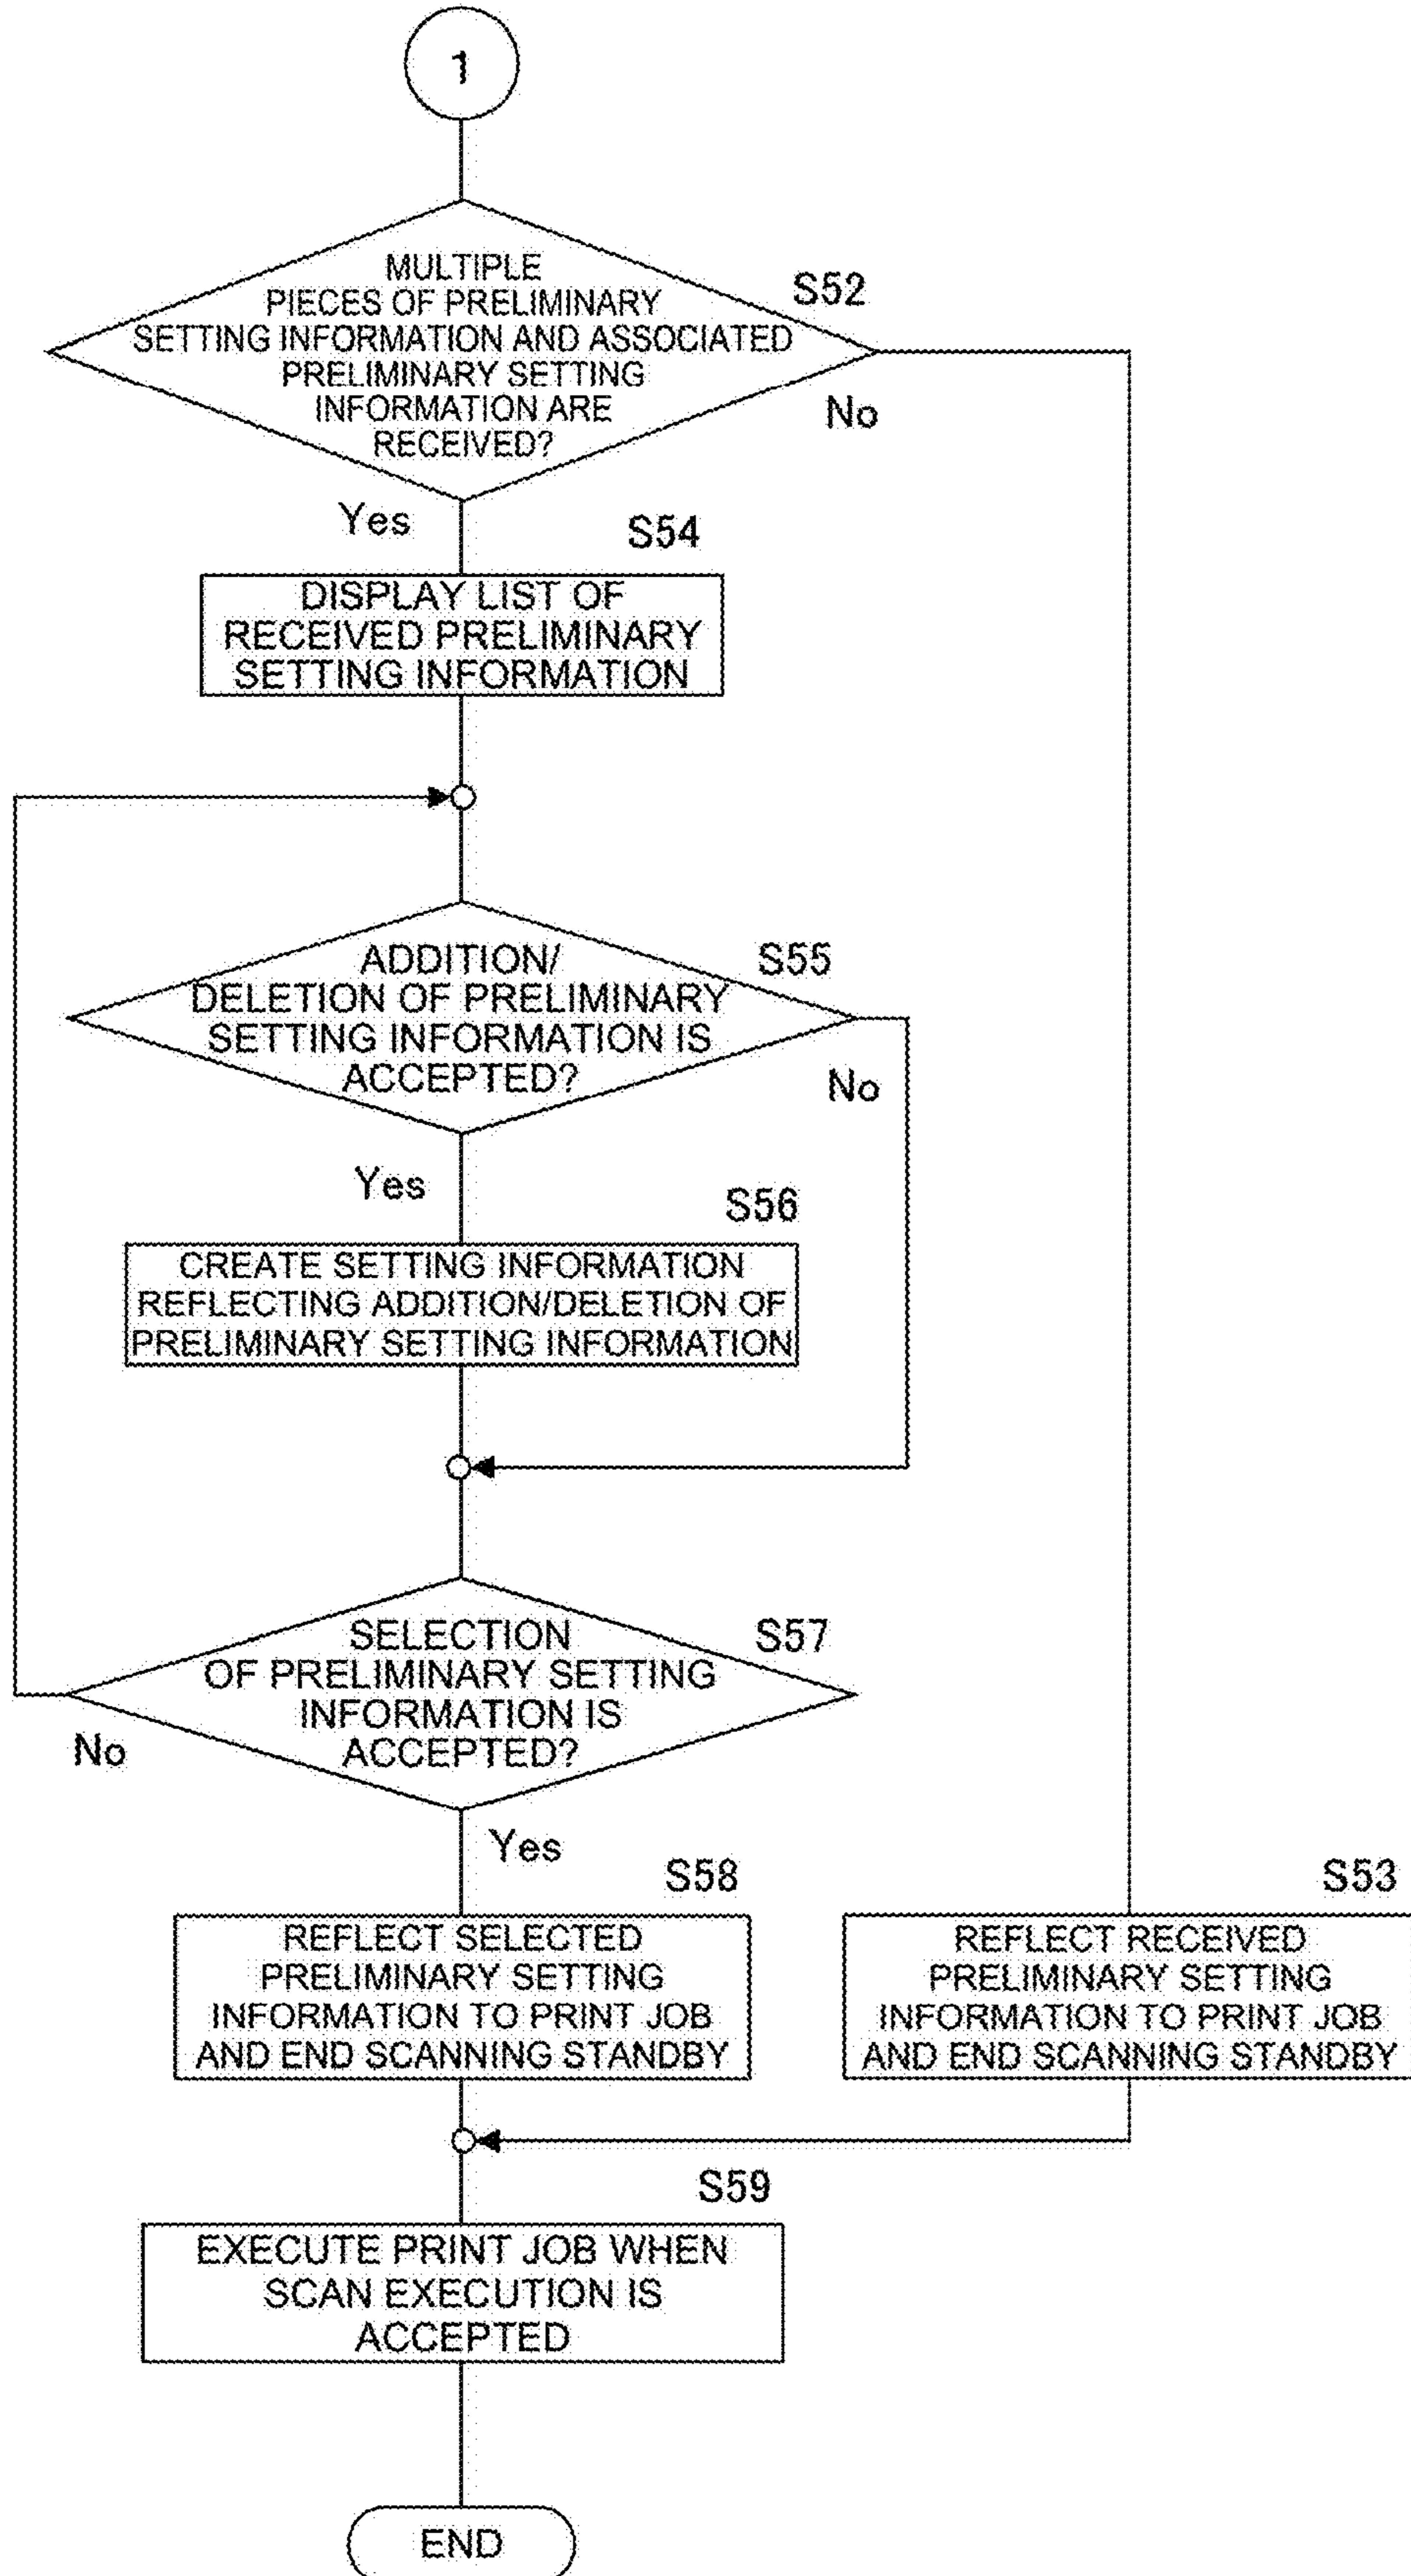 1
MULTIPLE
PIECES OF PRELIMINARY
SETTING INFORMATION AND ASSOCIATED
PRELIMINARY SETTING
INFORMATION ARE
RECEIVED?
S52
No
Yes
S54
DISPLAY LIST OF
RECEIVED PRELIMINARY
SETTING INFORMATION
ADDITION/
DELETION OF PRELIMINARY
SETTING INFORMATION IS
ACCEPTED?
S55
No
Yes
S56
CREATE SETTING INFORMATION
REFLECTING ADDITION/DELETION OF
PRELIMINARY SETTING INFORMATION
SELECTION
OF PRELIMINARY SETTING
INFORMATION IS
ACCEPTED?
S57
No
Yes
S58
REFLECT SELECTED
PRELIMINARY SETTING
INFORMATION TO PRINT JOB
AND END SCANNING STANDBY
S53
REFLECT RECEIVED
PRELIMINARY SETTING
INFORMATION TO PRINT JOB
AND END SCANNING STANDBY
S59
EXECUTE PRINT JOB WHEN
SCAN EXECUTION IS
ACCEPTED
END